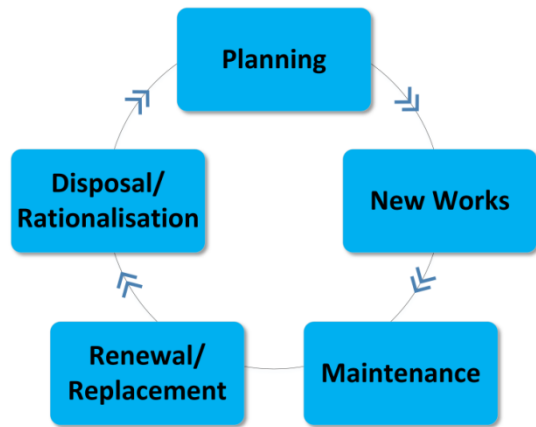 Planning
New Works
Maintenance
Renewal/
Replacement
Disposal/
Rationalisation